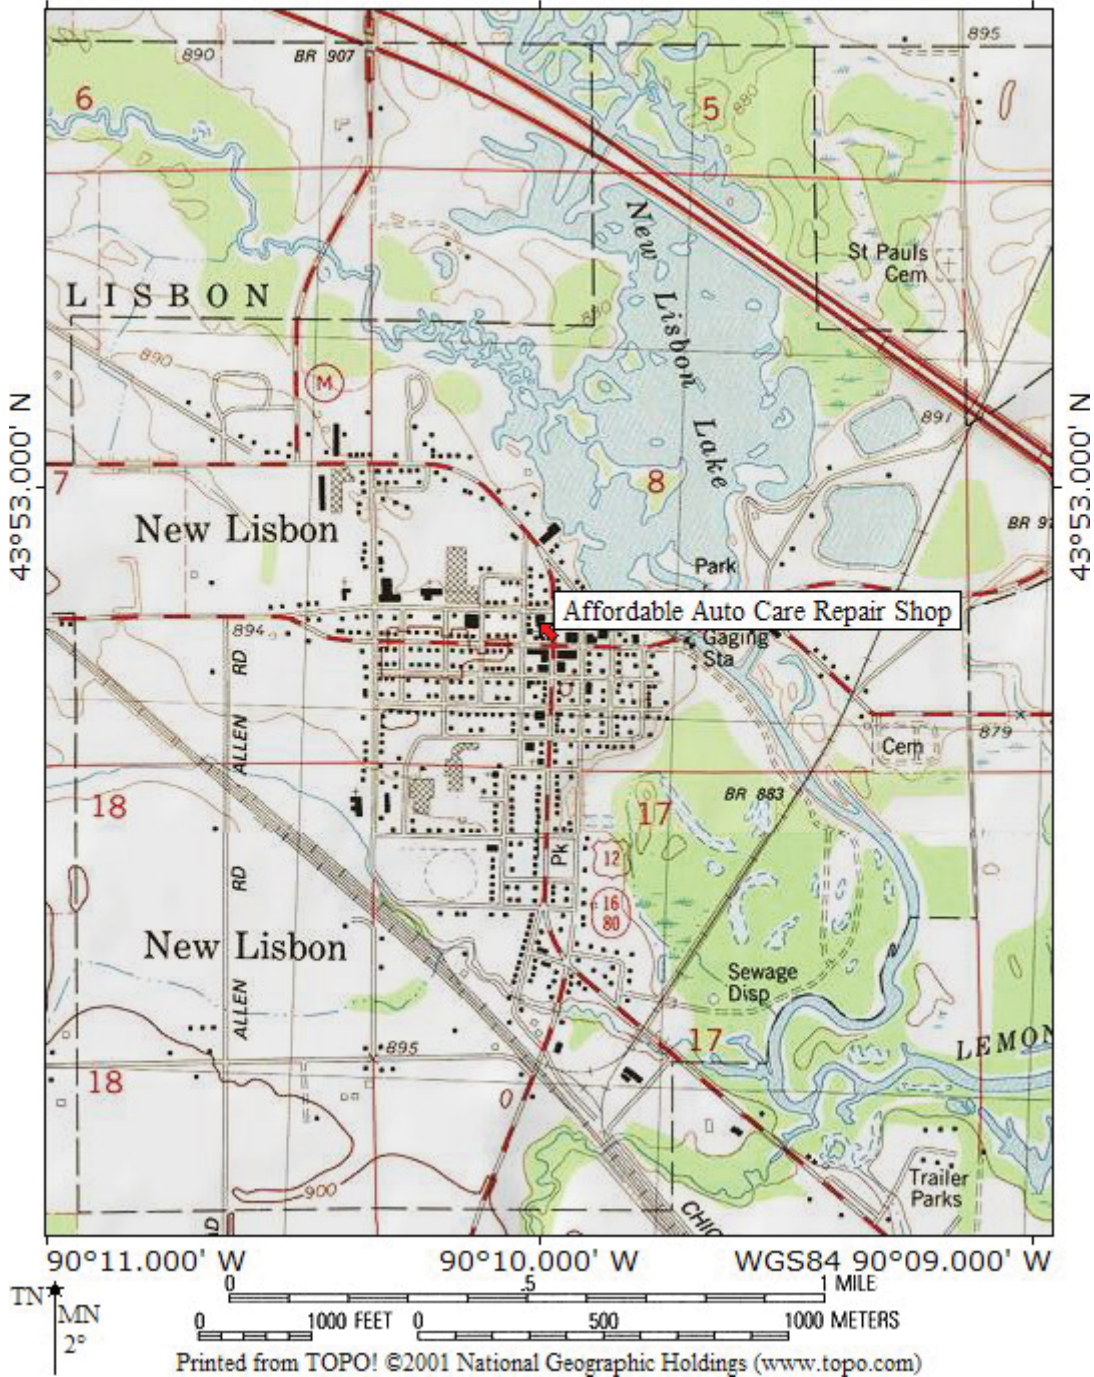 895
890
BR 907
6
5
880
New
Lisbon
Lake
St Pauls
Cem
LISBON
880
890
M
891
43°53.000' N
43°53.000' N
7
8
New Lisbon
BR 97
Park
Affordable Auto Care Repair Shop
894
Gaging
Sta
ALLEN RD
879
Cem
18
BR 883
17
Pk
12
16
80
ALLEN RD
New Lisbon
Sewage
Disp
17
LEMON
895
18
Trailer
Parks
900
CHIC
90°11.000' W
90°10.000' W
WGS84 90°09.000' W
TN
MN
2°
0 .5 1 MILE
0 1000 FEET 0 500 1000 METERS
Printed from TOPO! ©2001 National Geographic Holdings (www.topo.com)